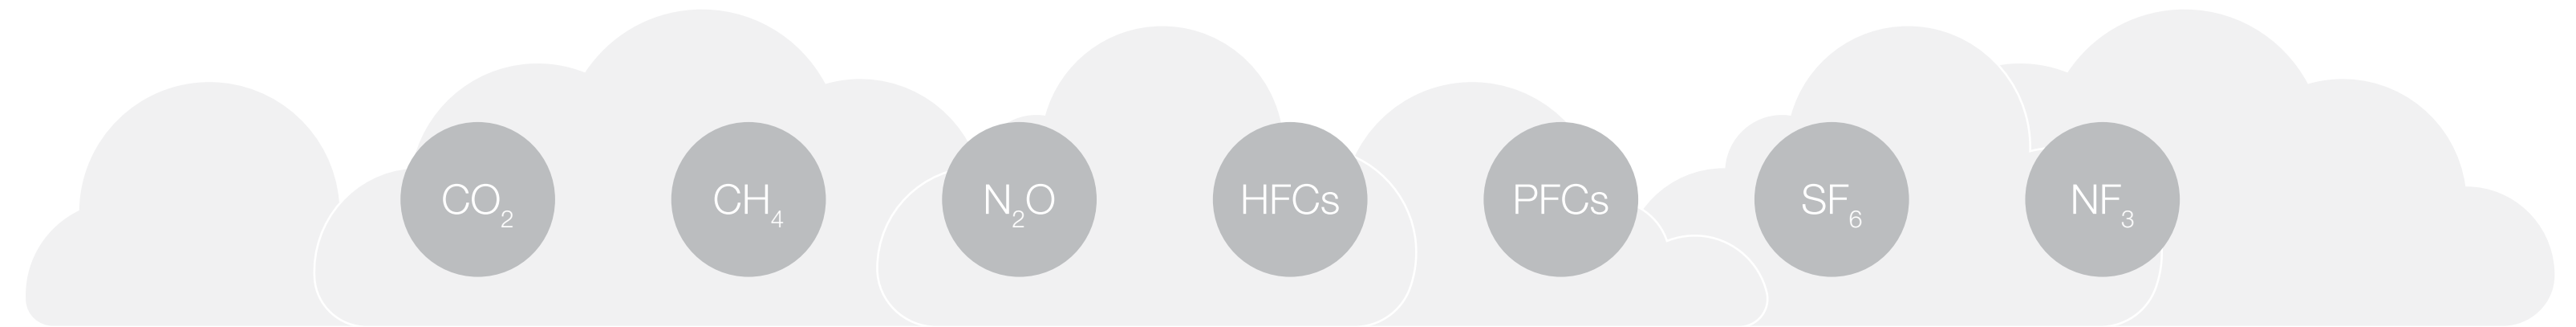 CO₂
CH₄
N₂O
HFCs
PFCs
SF₆
NF₃